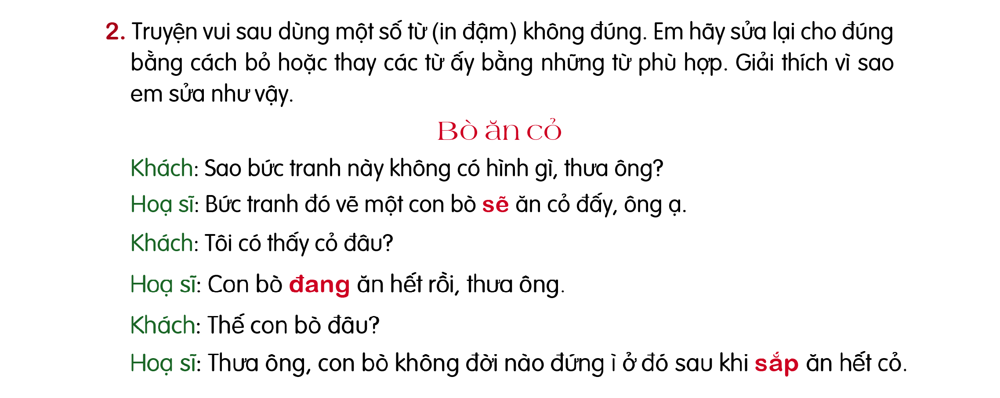 2. Truyện vui sau dùng một số từ (in đậm) không đúng. Em hãy sửa lại cho đúng
bằng cách bỏ hoặc thay các từ ấy bằng những từ phù hợp. Giải thích vì sao
em sửa như vậy.
Bò ăn cỏ
Khách: Sao bức tranh này không có hình gì, thưa ông?
Hoạ sĩ: Bức tranh đó vẽ một con bò sẽ ăn cỏ đấy, ông ạ.
Khách: Tôi có thấy cỏ đâu?
Hoạ sĩ: Con bò đang ăn hết rồi, thưa ông.
Khách: Thế con bò đâu?
Hoạ sĩ: Thưa ông, con bò không đời nào đứng ì ở đó sau khi sắp ăn hết cỏ.